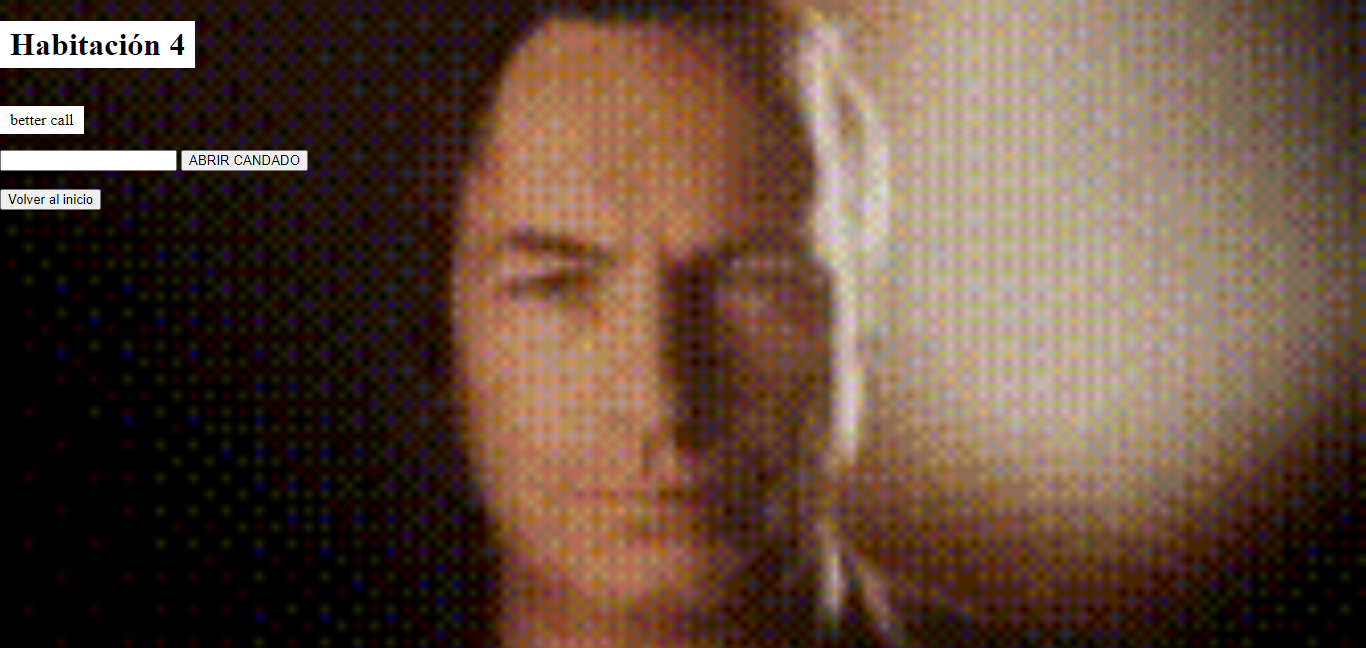 Habitación 4
better call
ABRIR CANDADO
Volver al inicio